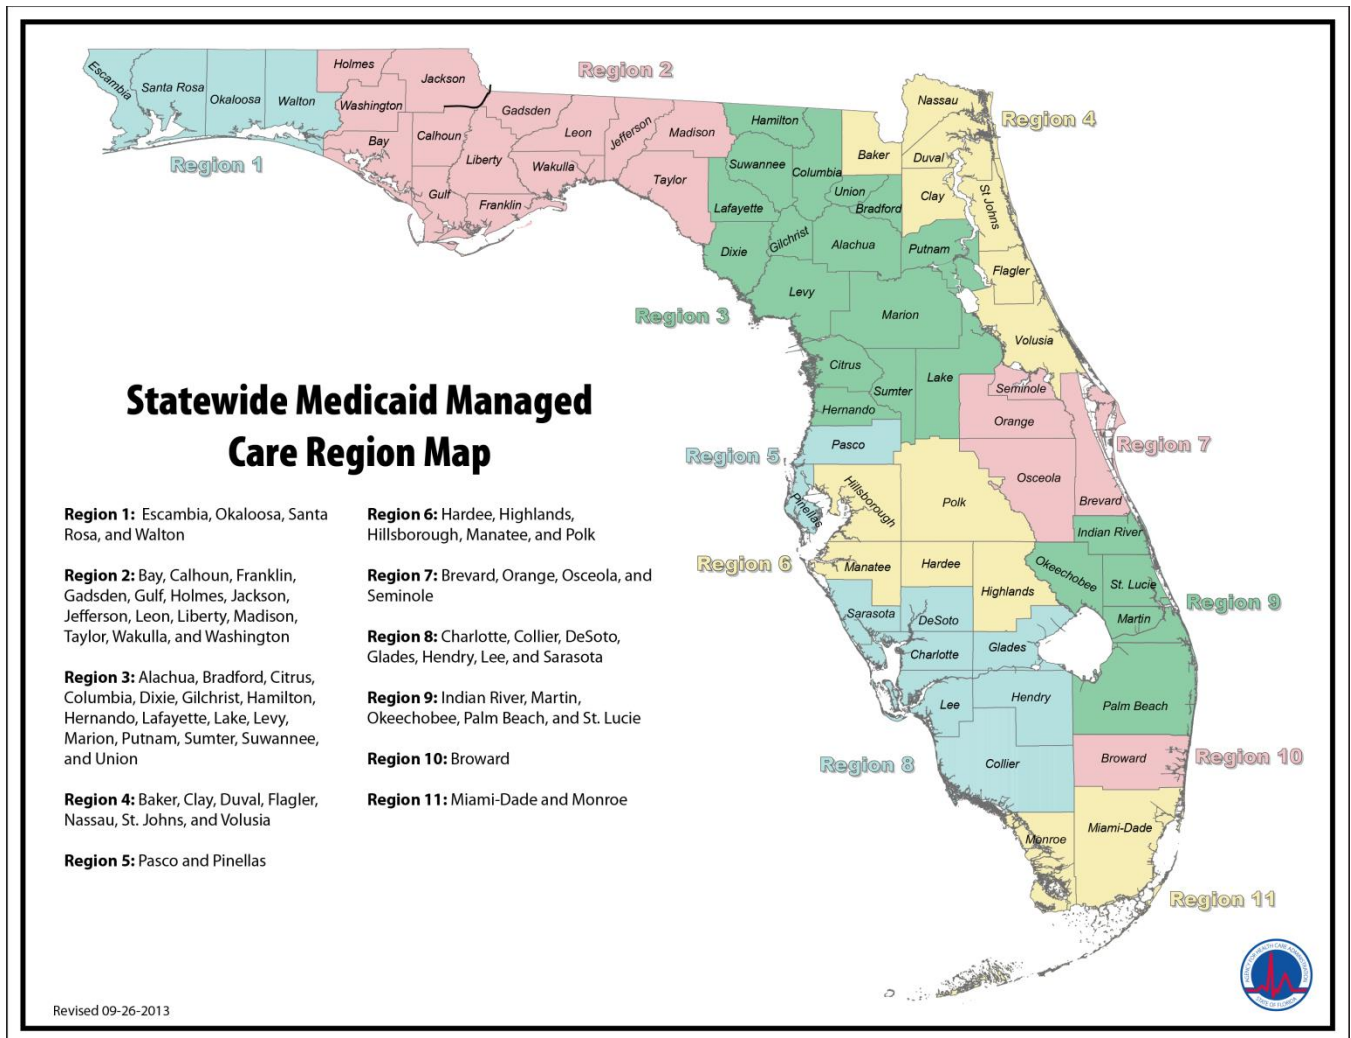 Holmes
Jackson
Region 2
Escambia
Santa Rosa
Okaloosa
Walton
Washington
Gadsden
Nassau
Region 4
Bay
Calhoun
Leon
Jefferson
Madison
Hamilton
Region 1
Liberty
Wakulla
Taylor
Suwannee
Columbia
Baker
Duval
Gulf
Franklin
Lafayette
Union
Bradford
Clay
St Johns
Dixie
Gilchrist
Alachua
Putnam
Flagler
Levy
Region 3
Marion
Volusia
Citrus
Sumter
Lake
Seminole
Hernando
Orange
Region 7
Pasco
Region 5
Osceola
Pinellas
Hillsborough
Polk
Brevard
Indian River
Region 6
Manatee
Hardee
Highlands
Okeechobee
St. Lucie
Region 9
Sarasota
DeSoto
Martin
Charlotte
Glades
Lee
Hendry
Palm Beach
Region 8
Collier
Broward
Region 10
Monroe
Miami-Dade
Region 11
Statewide Medicaid Managed
Care Region Map
Region 1: Escambia, Okaloosa, Santa
Rosa, and Walton
Region 2: Bay, Calhoun, Franklin,
Gadsden, Gulf, Holmes, Jackson,
Jefferson, Leon, Liberty, Madison,
Taylor, Wakulla, and Washington
Region 3: Alachua, Bradford, Citrus,
Columbia, Dixie, Gilchrist, Hamilton,
Hernando, Lafayette, Lake, Levy,
Marion, Putnam, Sumter, Suwannee,
and Union
Region 4: Baker, Clay, Duval, Flagler,
Nassau, St. Johns, and Volusia
Region 5: Pasco and Pinellas
Region 6: Hardee, Highlands,
Hillsborough, Manatee, and Polk
Region 7: Brevard, Orange, Osceola, and
Seminole
Region 8: Charlotte, Collier, DeSoto,
Glades, Hendry, Lee, and Sarasota
Region 9: Indian River, Martin,
Okeechobee, Palm Beach, and St. Lucie
Region 10: Broward
Region 11: Miami-Dade and Monroe
Revised 09-26-2013
AGENCY FOR HEALTH CARE ADMINISTRATION
STATE OF FLORIDA